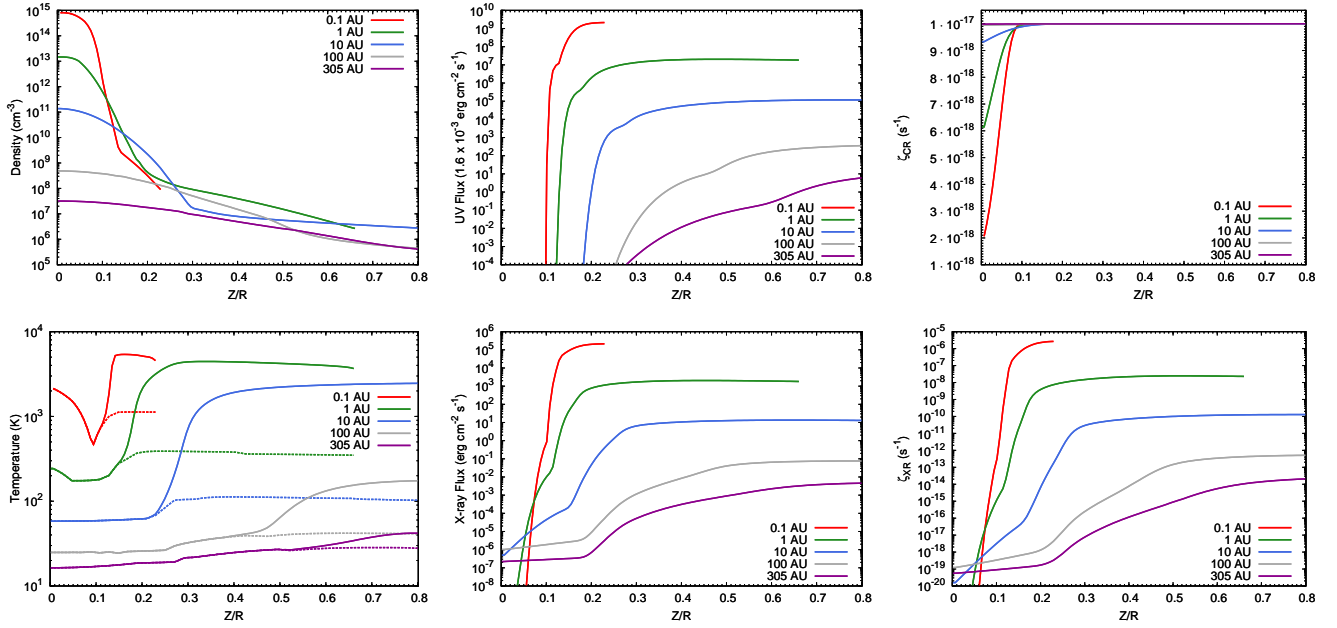 10^15
10^14
10^13
10^12
10^11
10^10
10^9
10^8
10^7
10^6
10^5
Density (cm^-3)
0 0.1 0.2 0.3 0.4 0.5 0.6 0.7 0.8
Z/R
0.1 AU
1 AU
10 AU
100 AU
305 AU
10^10
10^9
10^8
10^7
10^6
10^5
10^4
10^3
10^2
10^1
10^0
10^-1
10^-2
10^-3
10^-4
UV Flux (1.6 x 10^-3 erg cm^-2 s^-1)
0 0.1 0.2 0.3 0.4 0.5 0.6 0.7 0.8
Z/R
0.1 AU
1 AU
10 AU
100 AU
305 AU
1 · 10^-17
9 · 10^-18
8 · 10^-18
7 · 10^-18
6 · 10^-18
5 · 10^-18
4 · 10^-18
3 · 10^-18
2 · 10^-18
1 · 10^-18
ζCR (s^-1)
0 0.1 0.2 0.3 0.4 0.5 0.6 0.7 0.8
Z/R
0.1 AU
1 AU
10 AU
100 AU
305 AU
10^4
10^3
10^2
10^1
Temperature (K)
0 0.1 0.2 0.3 0.4 0.5 0.6 0.7 0.8
Z/R
0.1 AU
1 AU
10 AU
100 AU
305 AU
10^6
10^5
10^4
10^3
10^2
10^1
10^0
10^-1
10^-2
10^-3
10^-4
10^-5
10^-6
10^-7
10^-8
X-ray Flux (erg cm^-2 s^-1)
0 0.1 0.2 0.3 0.4 0.5 0.6 0.7 0.8
Z/R
0.1 AU
1 AU
10 AU
100 AU
305 AU
10^-5
10^-6
10^-7
10^-8
10^-9
10^-10
10^-11
10^-12
10^-13
10^-14
10^-15
10^-16
10^-17
10^-18
10^-19
10^-20
ζXR (s^-1)
0 0.1 0.2 0.3 0.4 0.5 0.6 0.7 0.8
Z/R
0.1 AU
1 AU
10 AU
100 AU
305 AU